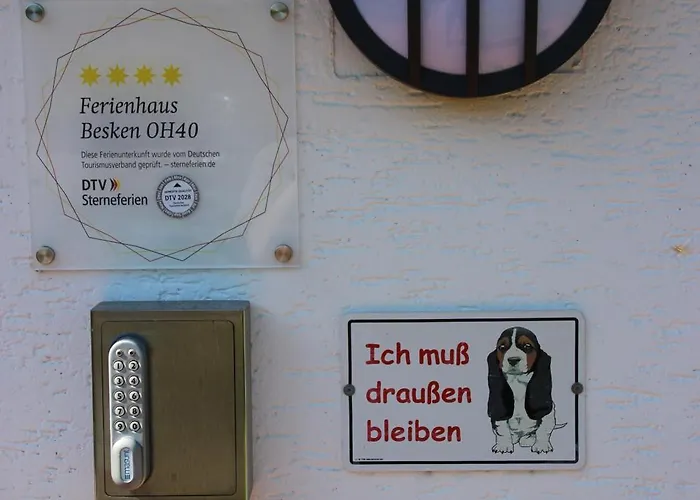 Ferienhaus
Besken OH40
Diese Ferienunterkunft wurde vom Deutschen
Tourismusverband geprüft. – sterneferien.de
DTV
Sterneferien
DTV 2028
Ich muß
draußen
bleiben